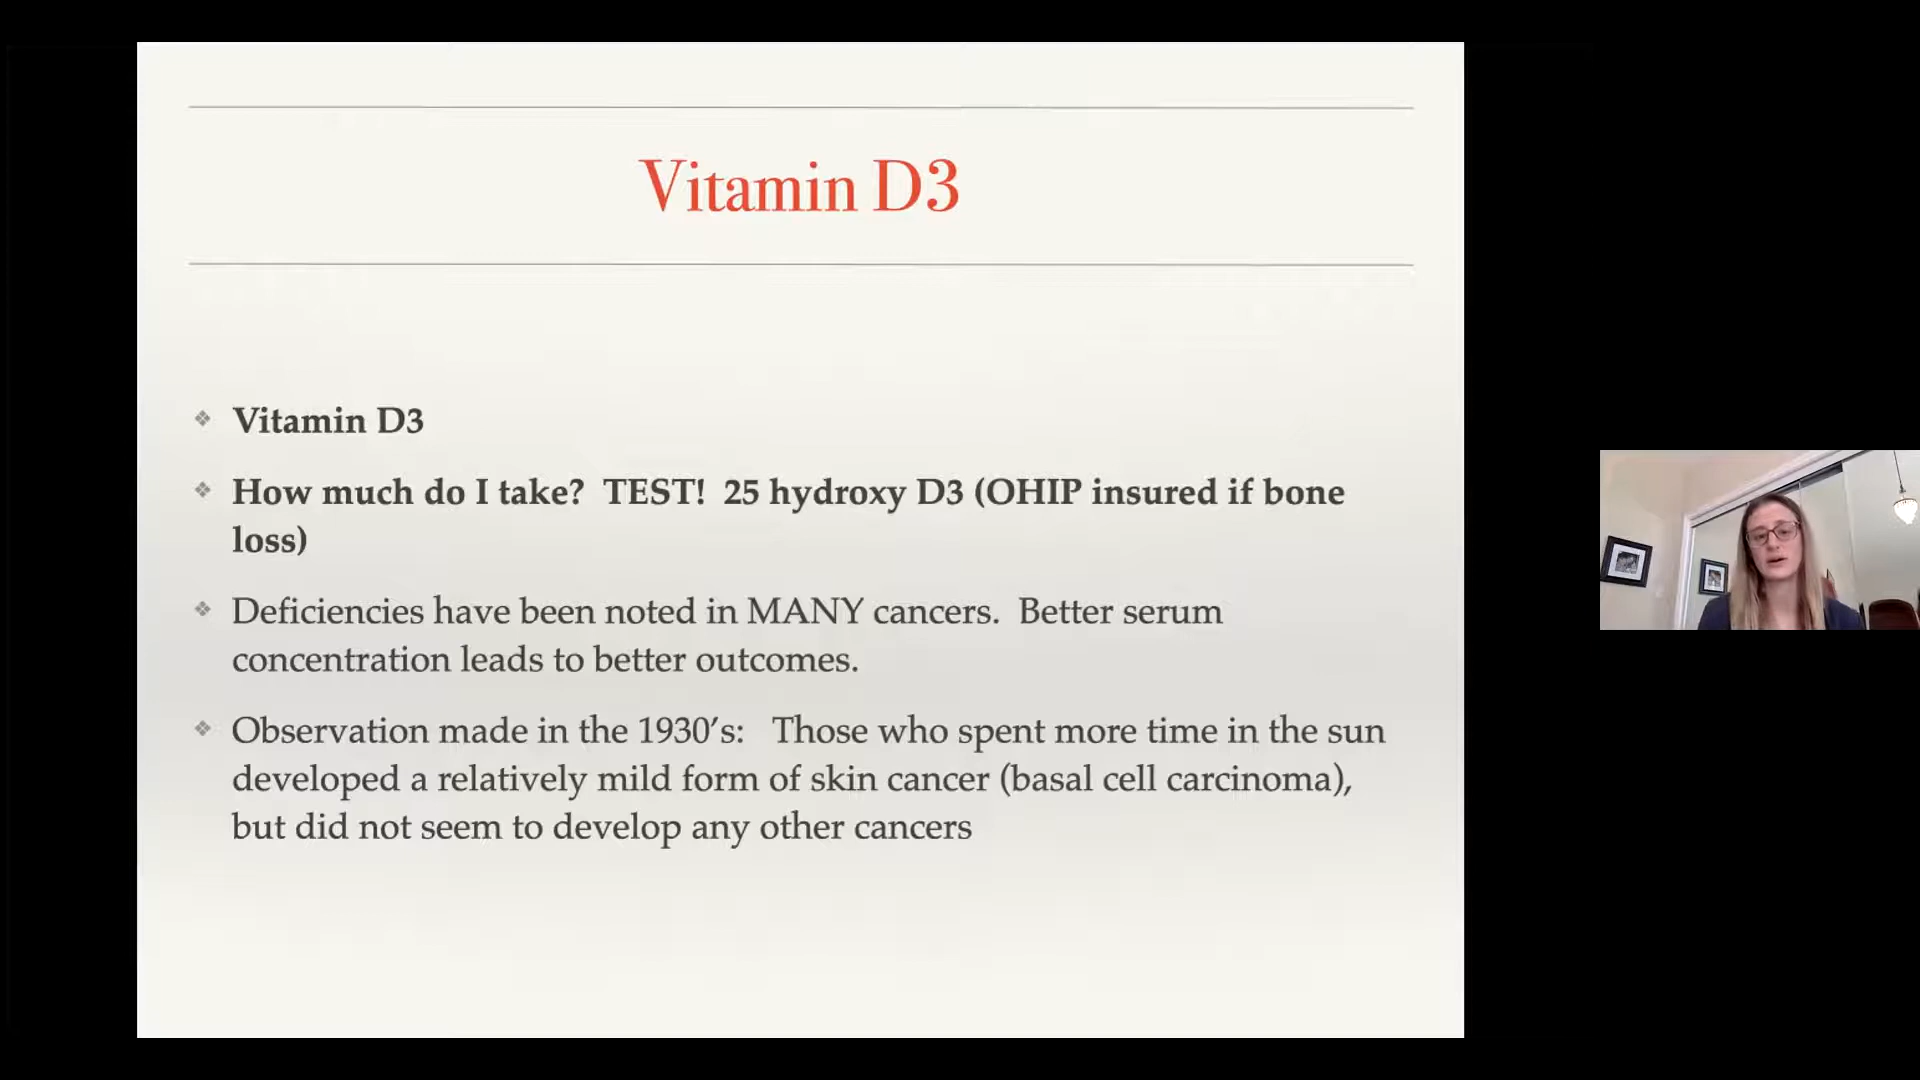 Vitamin D3
Vitamin D3
How much do I take?  TEST!  25 hydroxy D3 (OHIP insured if bone
loss)
Deficiencies have been noted in MANY cancers.  Better serum
concentration leads to better outcomes.
Observation made in the 1930’s:   Those who spent more time in the sun
developed a relatively mild form of skin cancer (basal cell carcinoma),
but did not seem to develop any other cancers